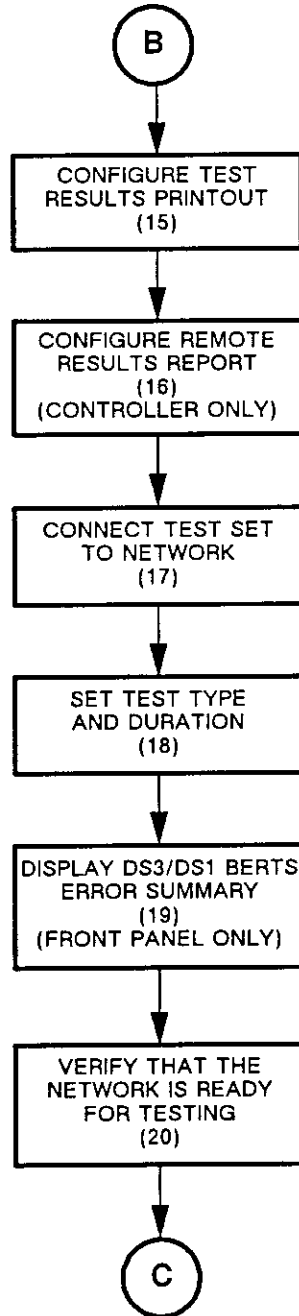 B
CONFIGURE TEST
RESULTS PRINTOUT
(15)
CONFIGURE REMOTE
RESULTS REPORT
(16)
(CONTROLLER ONLY)
CONNECT TEST SET
TO NETWORK
(17)
SET TEST TYPE
AND DURATION
(18)
DISPLAY DS3/DS1 BERTS
ERROR SUMMARY
(19)
(FRONT PANEL ONLY)
VERIFY THAT THE
NETWORK IS READY
FOR TESTING
(20)
C